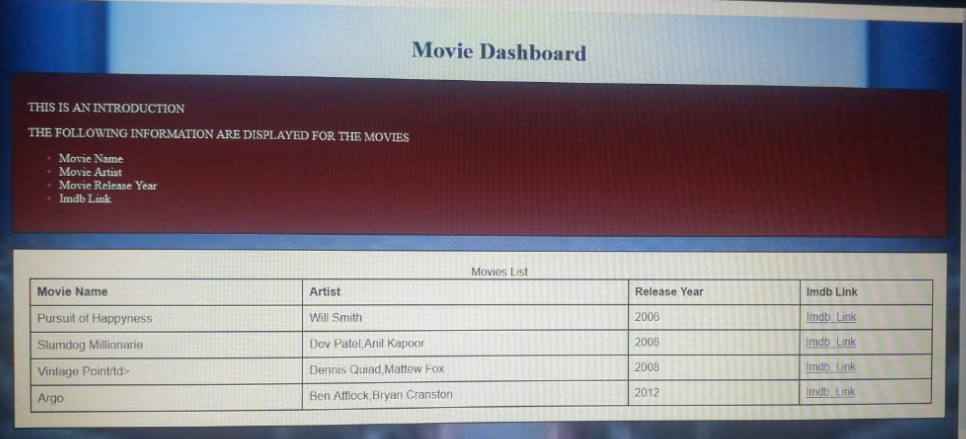 Movie Dashboard
THIS IS AN INTRODUCTION
THE FOLLOWING INFORMATION ARE DISPLAYED FOR THE MOVIES
Movie Name
Movie Artist
Movie Release Year
Imdb Link
Movies List
Movie Name Artist Release Year Imdb Link
Pursuit of Happyness Will Smith 2006 Imdb Link
Slumdog Millionarie Dev Patel,Anil Kapoor 2008 Imdb Link
Vintage Point/td> Dennis Quiad,Mattew Fox 2008 Imdb Link
Argo Ben Afflock,Bryan Cranston 2012 Imdb Link